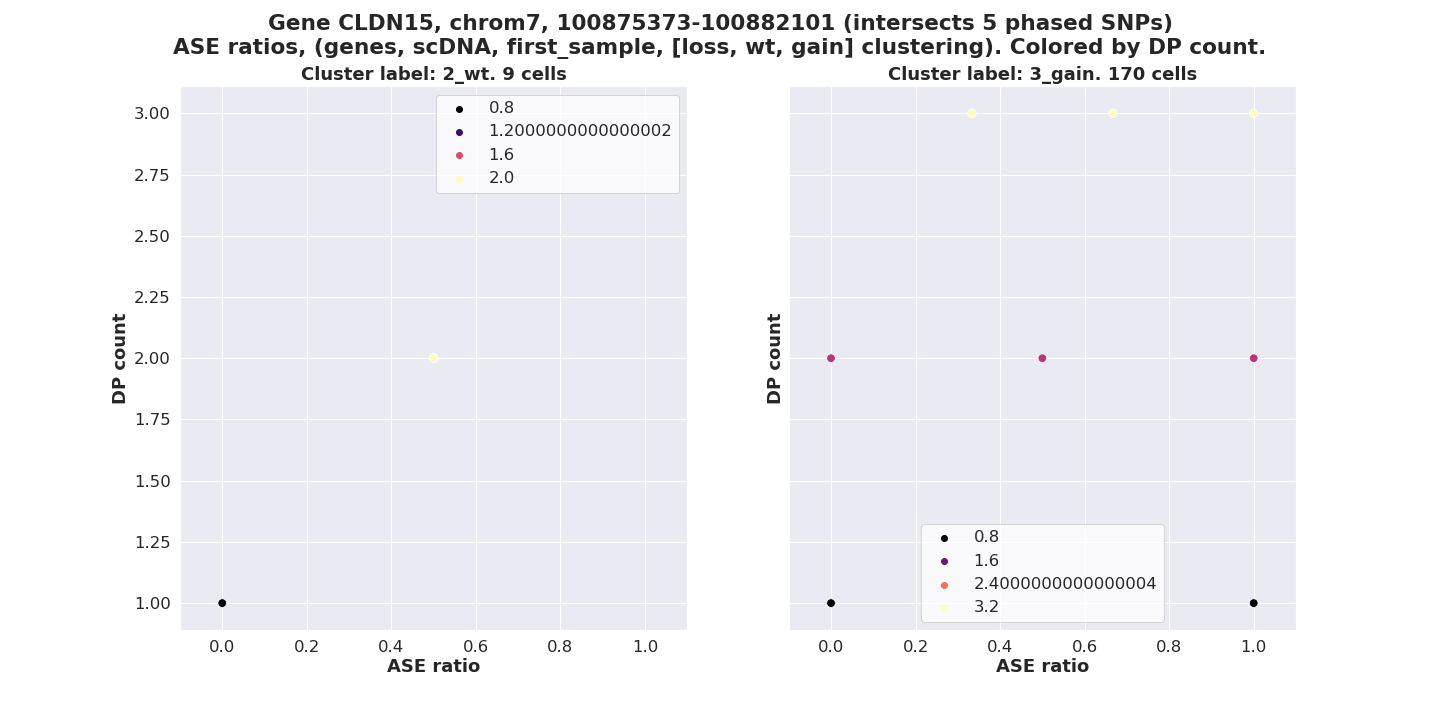 Gene CLDN15, chrom7, 100875373-100882101 (intersects 5 phased SNPs)
ASE ratios, (genes, scDNA, first_sample, [loss, wt, gain] clustering). Colored by DP count.
Cluster label: 2_wt. 9 cells
0.8
1.2000000000000002
1.6
2.0
3.00
2.75
2.50
2.25
2.00
1.75
1.50
1.25
1.00
DP count
0.0 0.2 0.4 0.6 0.8 1.0
ASE ratio
Cluster label: 3_gain. 170 cells
DP count
0.8
1.6
2.4000000000000004
3.2
0.0 0.2 0.4 0.6 0.8 1.0
ASE ratio